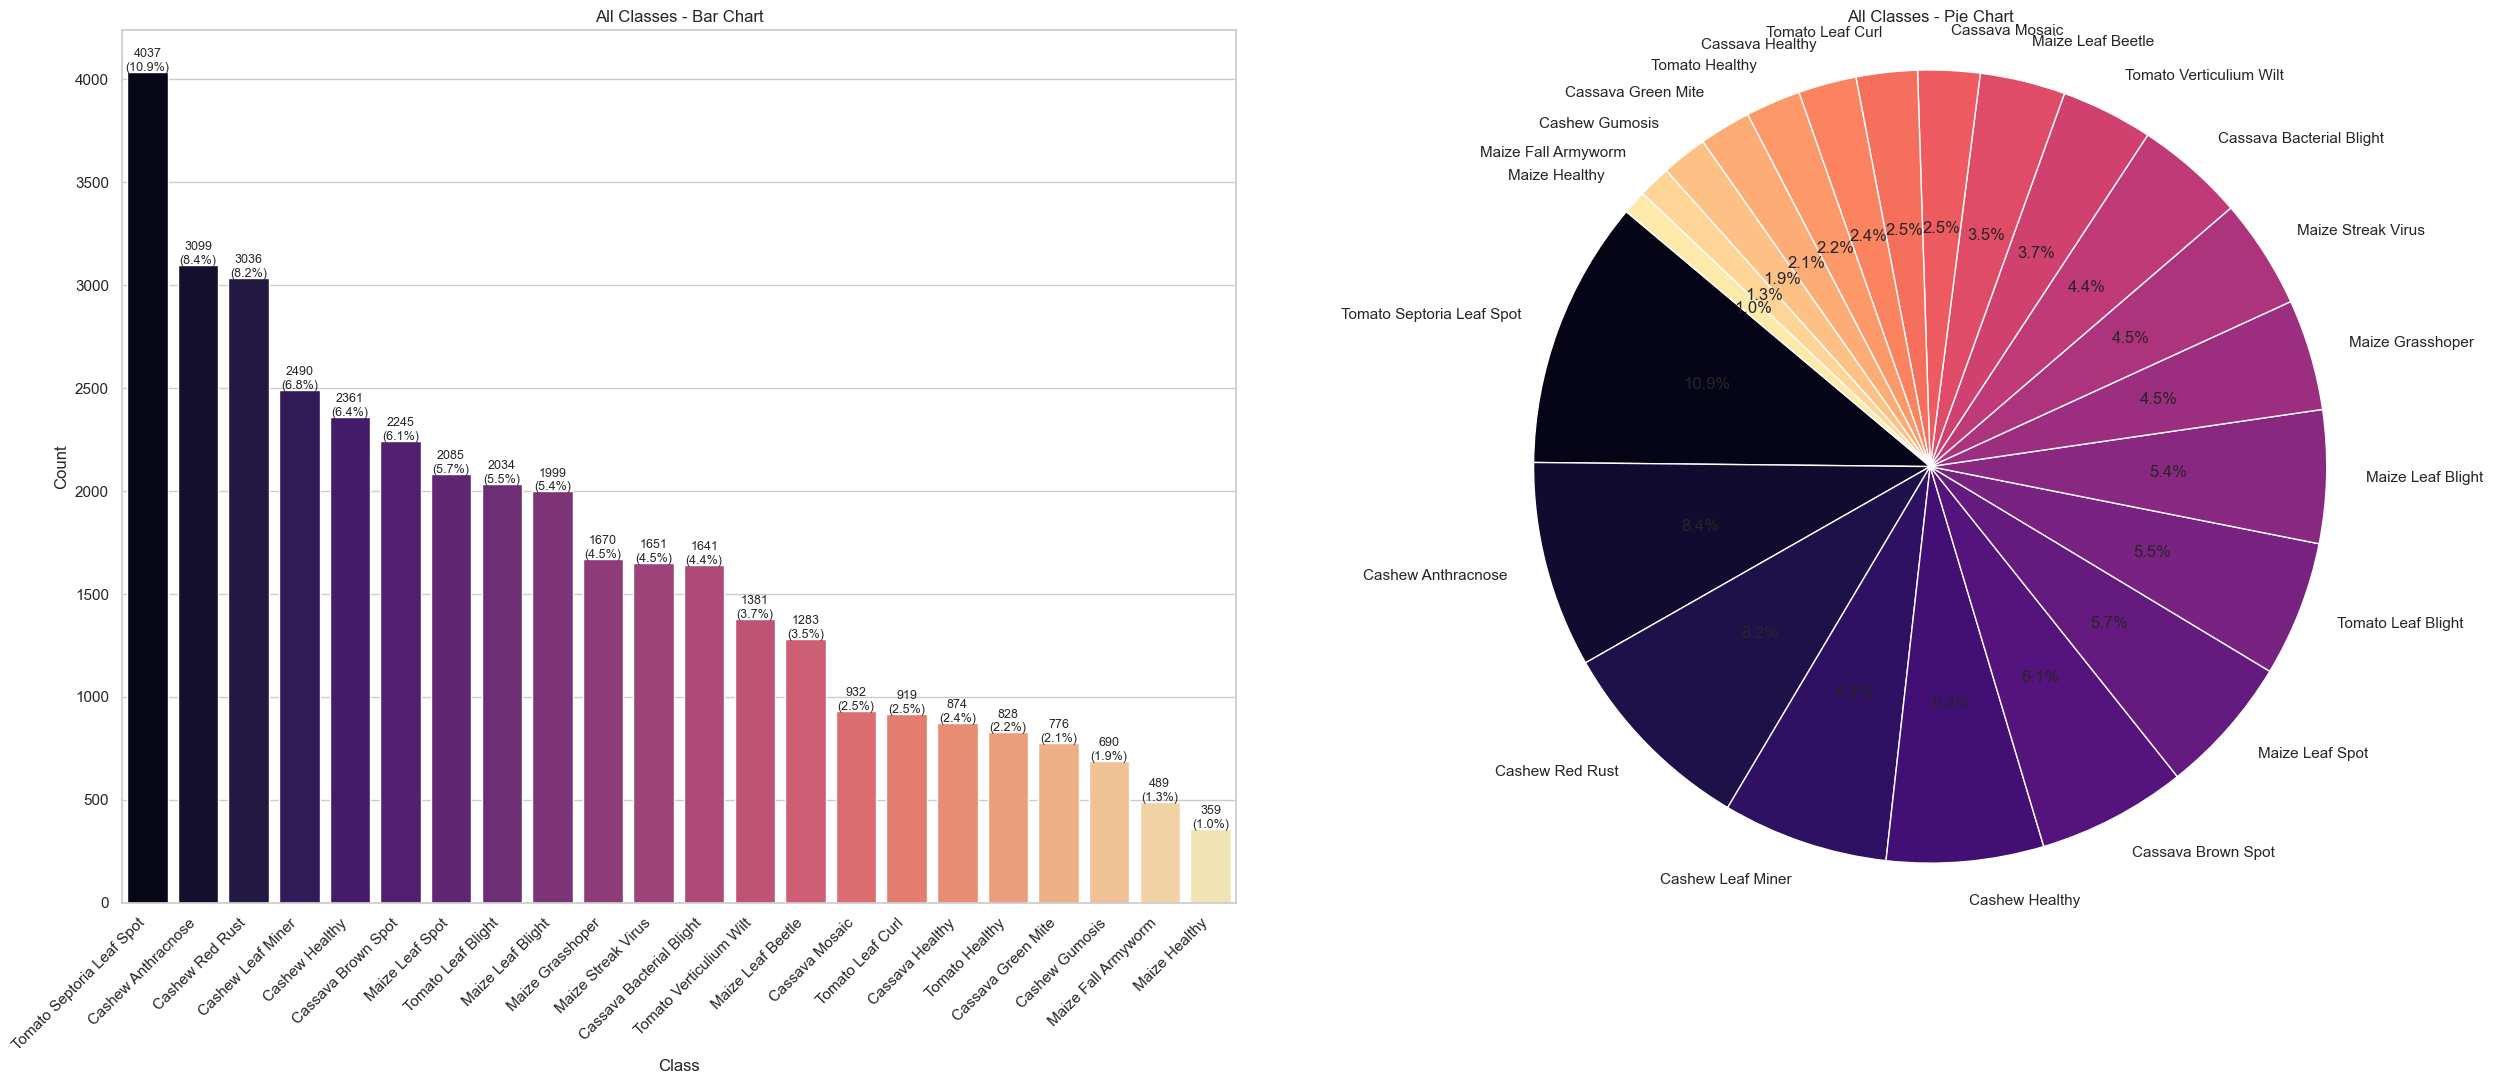 All Classes - Bar Chart
Count
4000
3500
3000
2500
2000
1500
1000
500
0
4037
(10.9%)
3099
(8.4%)
3036
(8.2%)
2490
(6.8%)
2361
(6.4%)
2245
(6.1%)
2085
(5.7%)
2034
(5.5%)
1999
(5.4%)
1670
(4.5%)
1651
(4.5%)
1641
(4.4%)
1381
(3.7%)
1283
(3.5%)
932
(2.5%)
919
(2.5%)
874
(2.4%)
828
(2.2%)
776
(2.1%)
690
(1.9%)
489
(1.3%)
359
(1.0%)
Tomato Septoria Leaf Spot
Cashew Anthracnose
Cashew Red Rust
Cashew Leaf Miner
Cashew Healthy
Cassava Brown Spot
Maize Leaf Spot
Tomato Leaf Blight
Maize Leaf Blight
Maize Grasshoper
Maize Streak Virus
Cassava Bacterial Blight
Tomato Verticulium Wilt
Maize Leaf Beetle
Cassava Mosaic
Tomato Leaf Curl
Cassava Healthy
Tomato Healthy
Cassava Green Mite
Cashew Gumosis
Maize Fall Armyworm
Maize Healthy
Class
All Classes - Pie Chart
Tomato Septoria Leaf Spot
10.9%
Cashew Anthracnose
8.4%
Cashew Red Rust
8.2%
Cashew Leaf Miner
6.8%
Cashew Healthy
6.4%
Cassava Brown Spot
6.1%
Maize Leaf Spot
5.7%
Tomato Leaf Blight
5.5%
Maize Leaf Blight
5.4%
Maize Grasshoper
4.5%
Maize Streak Virus
4.5%
Cassava Bacterial Blight
4.4%
Tomato Verticulium Wilt
3.7%
Maize Leaf Beetle
3.5%
Cassava Mosaic
2.5%
Tomato Leaf Curl
2.5%
Cassava Healthy
2.4%
Tomato Healthy
2.2%
Cassava Green Mite
2.1%
Cashew Gumosis
1.9%
Maize Fall Armyworm
1.3%
Maize Healthy
1.0%